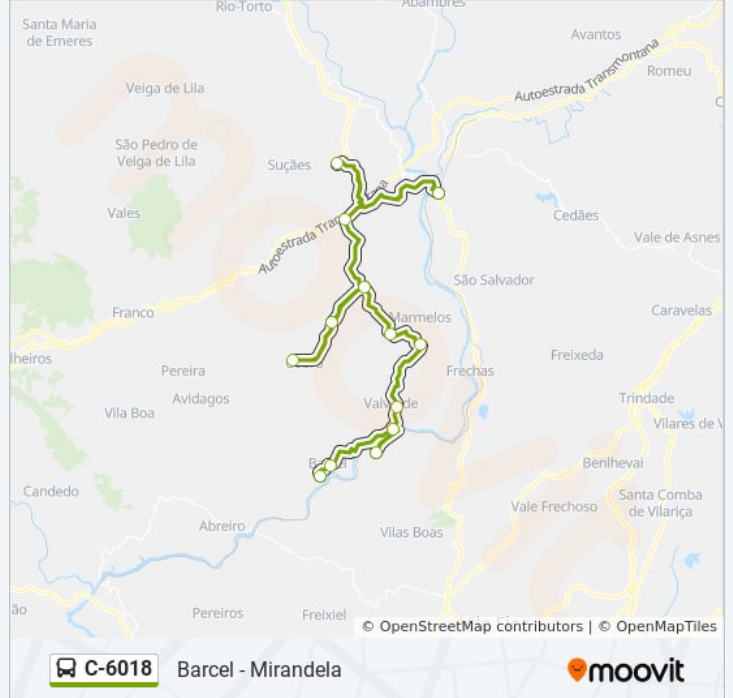 Rio-Torto
Abambres
Santa Maria
de Emeres
Avantos
Autoestrada Transmontana
Romeu
Veiga de Lila
São Pedro de
Veiga de Lila
Suçães
Vales
Cedães
Autoestrada
Vale de Asnes
São Salvador
Franco
Marmelos
Caravelas
Pereira
Frechas
Freixeda
Avidagos
Vila Boa
Trindade
Benlhevai
Candedo
Santa Comba
de Vilariça
Vale Frechoso
Abreiro
Vilas Boas
Pereiros
Freixiel
© OpenStreetMap contributors | © OpenMapTiles
C-6018 Barcel - Mirandela
moovit